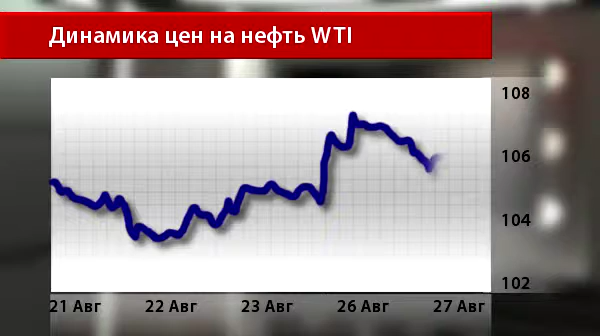 Динамика цен на нефть WTI
108
106
104
102
21 Авг
22 Авг
23 Авг
26 Авг
27 Авг